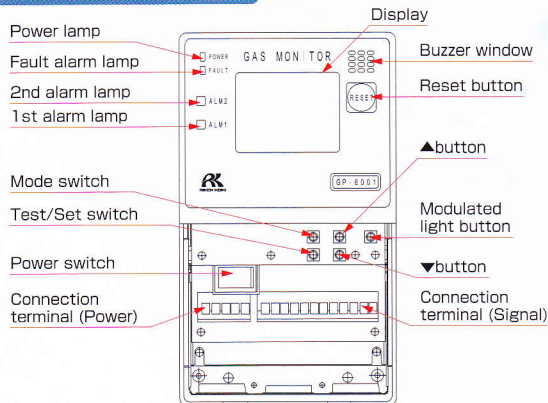 Display
Power lamp
Fault alarm lamp
2nd alarm lamp
1st alarm lamp
POWER
FAULT
ALM2
ALM1
GAS MONITOR
RESET
Buzzer window
Reset button
RIKEN KEIKI
GP-6001
▲button
Mode switch
Test/Set switch
Modulated
light button
Power switch
▼button
Connection
terminal (Power)
Connection
terminal (Signal)